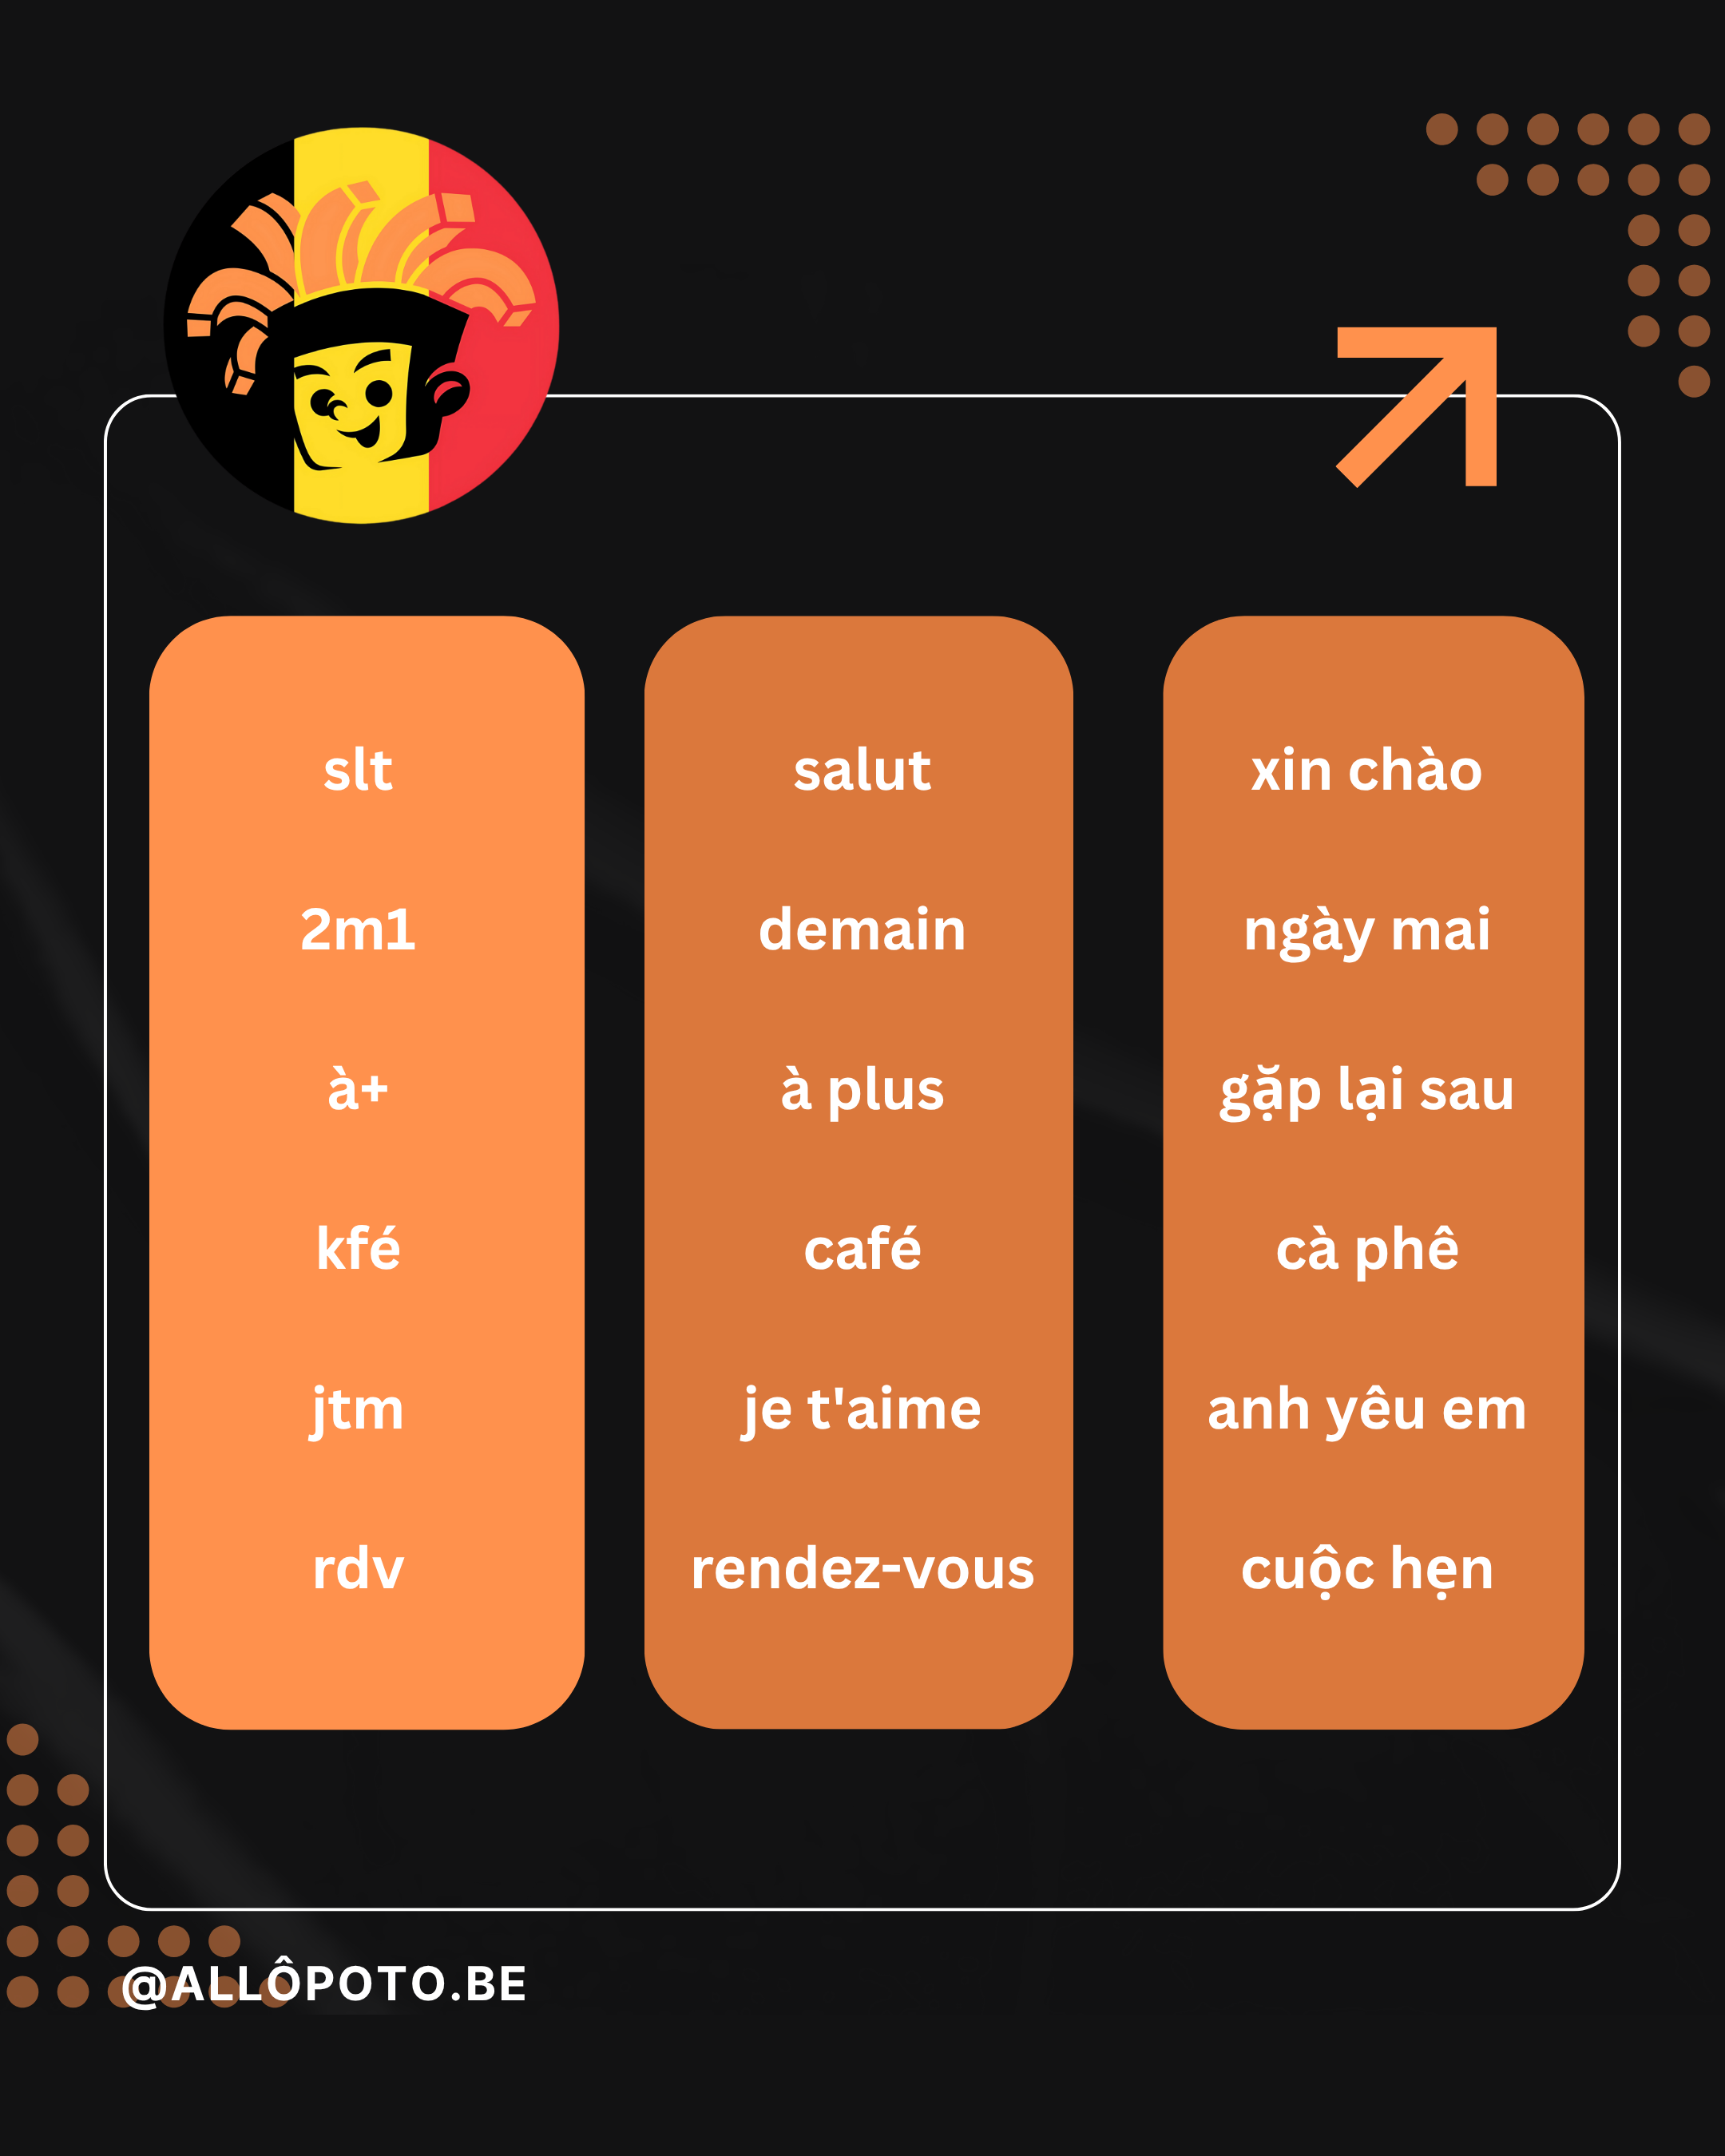 slt salut xin chào
2m1 demain ngày mai
à+ à plus gặp lại sau
kfé café cà phê
jtm je t'aime anh yêu em
rdv rendez-vous cuộc hẹn
@ALLÔPOTO.BE